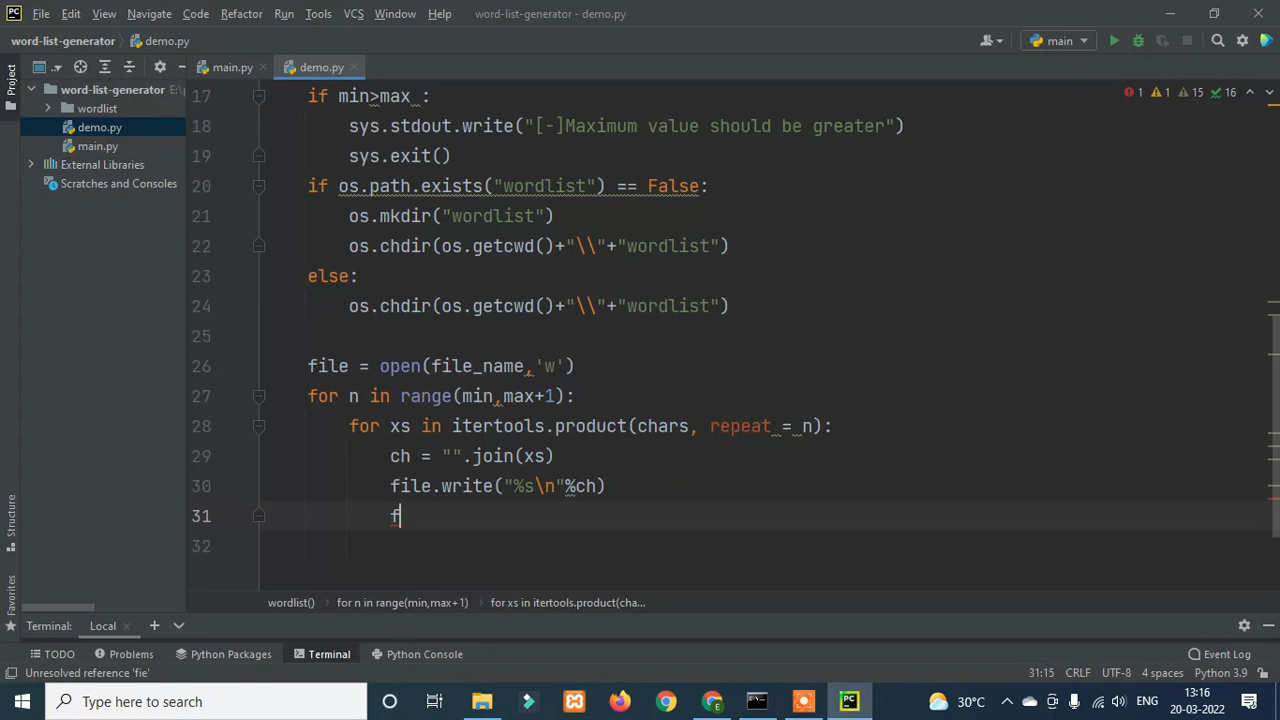 File Edit View Navigate Code Refactor Run Tools VCS Window Help word-list-generator - demo.py
word-list-generator demo.py main
main.py demo.py
word-list-generator E:\p
wordlist
demo.py
main.py
External Libraries
Scratches and Consoles
Project
Structure
Favorites
1 1 15 16
17 if min>max :
18 sys.stdout.write("[-]Maximum value should be greater")
19 sys.exit()
20 if os.path.exists("wordlist") == False:
21 os.mkdir("wordlist")
22 os.chdir(os.getcwd()+"\\"+"wordlist")
23 else:
24 os.chdir(os.getcwd()+"\\"+"wordlist")
25
26 file = open(file_name,'w')
27 for n in range(min,max+1):
28 for xs in itertools.product(chars, repeat = n):
29 ch = "".join(xs)
30 file.write("%s\n"%ch)
31 f
32
wordlist() for n in range(min,max+1) for xs in itertools.product(cha...
Terminal: Local
TODO Problems Python Packages Terminal Python Console Event Log
Unresolved reference 'fie' 31:15 CRLF UTF-8 4 spaces Python 3.9
Type here to search 30°C ENG 13:16
20-03-2022